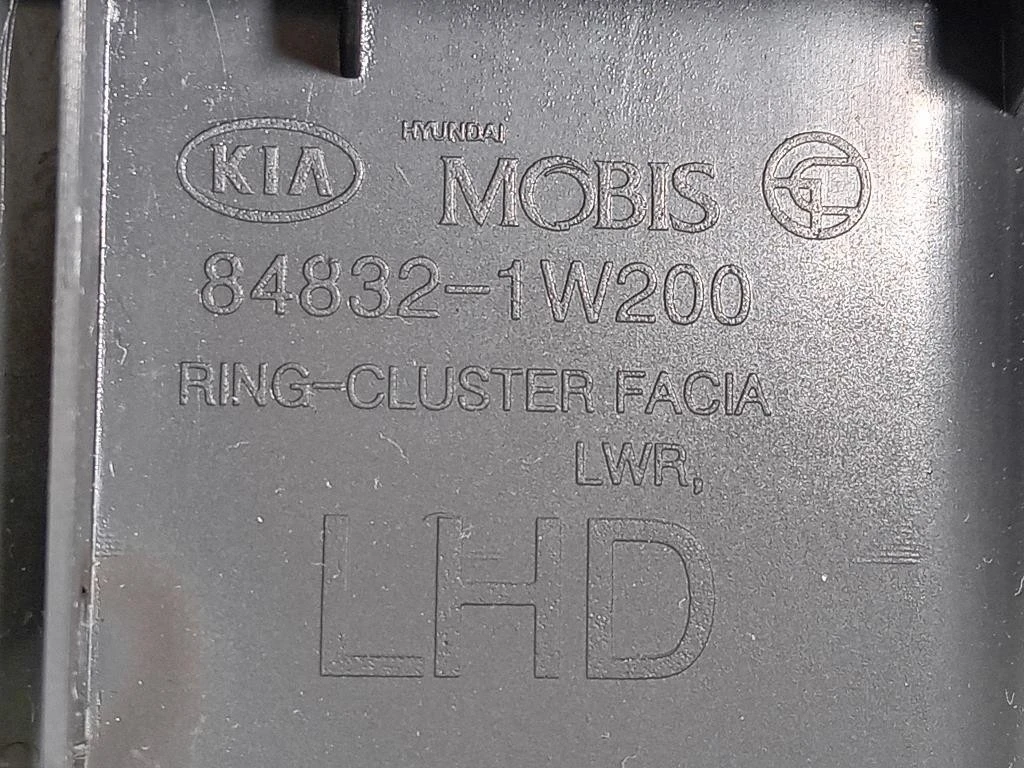 KIA HYUNDAI MOBIS
84832-1W200
RING-CLUSTER FACIA
LWR,
LHD